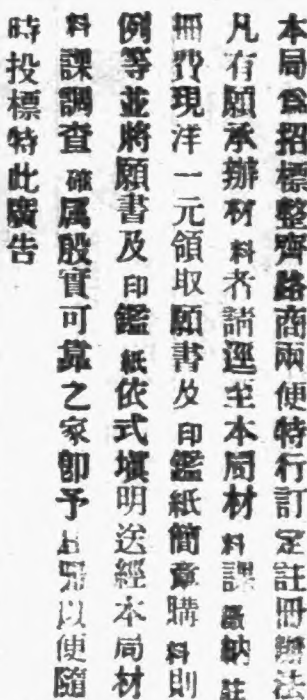 本局爲招標整齊路商兩便特行訂定註冊辦法
凡有願承辦材料者請逕至本局材料課繳納註
冊費現洋一元領取願書及印鑑紙簡章購料則
例等並將願書及印鑑紙依式塡明送經本局材
料課調查確属殷實可靠之家卽予以便隨
時投標特此廣告